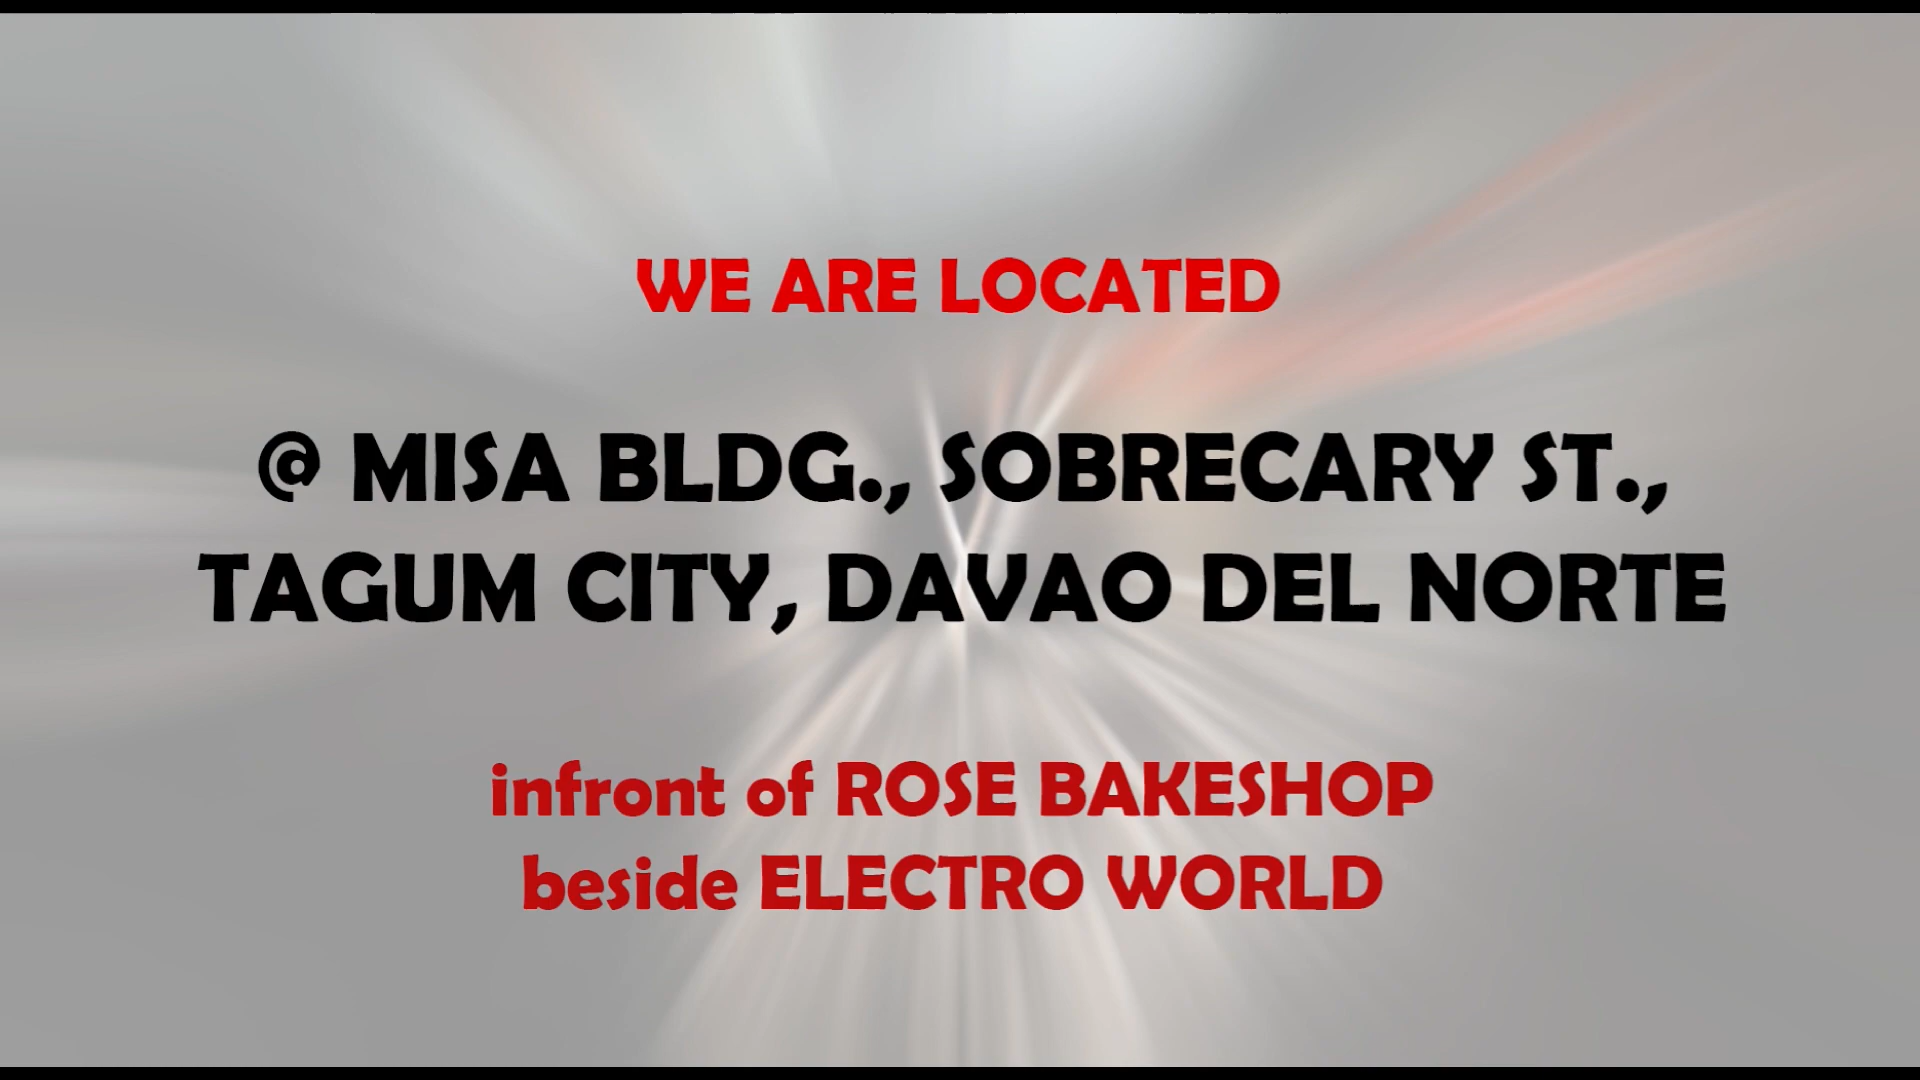 WE ARE LOCATED
@ MISA BLDG., SOBRECARY ST.,
TAGUM CITY, DAVAO DEL NORTE
infront of ROSE BAKESHOP
beside ELECTRO WORLD